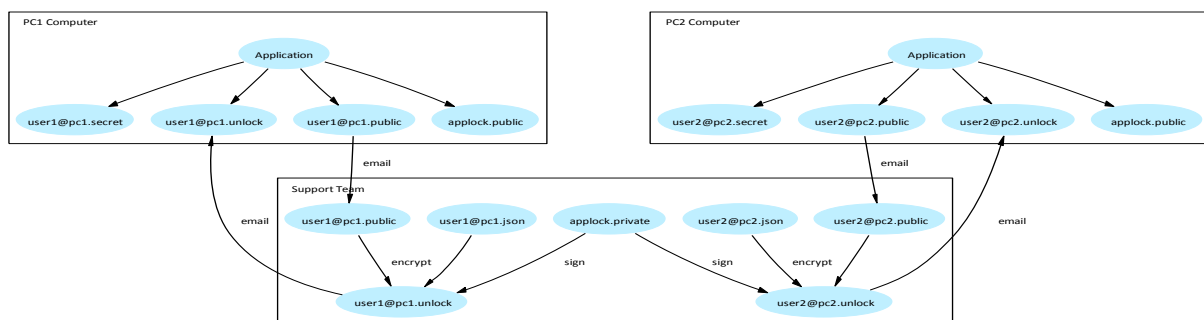 PC1 Computer
PC2 Computer
Application
Application
user1@pc1.secret
user1@pc1.unlock
user1@pc1.public
applock.public
user2@pc2.secret
user2@pc2.public
user2@pc2.unlock
applock.public
email
email
Support Team
email
email
user1@pc1.public
user1@pc1.json
applock.private
user2@pc2.json
user2@pc2.public
encrypt
sign
sign
encrypt
user1@pc1.unlock
user2@pc2.unlock